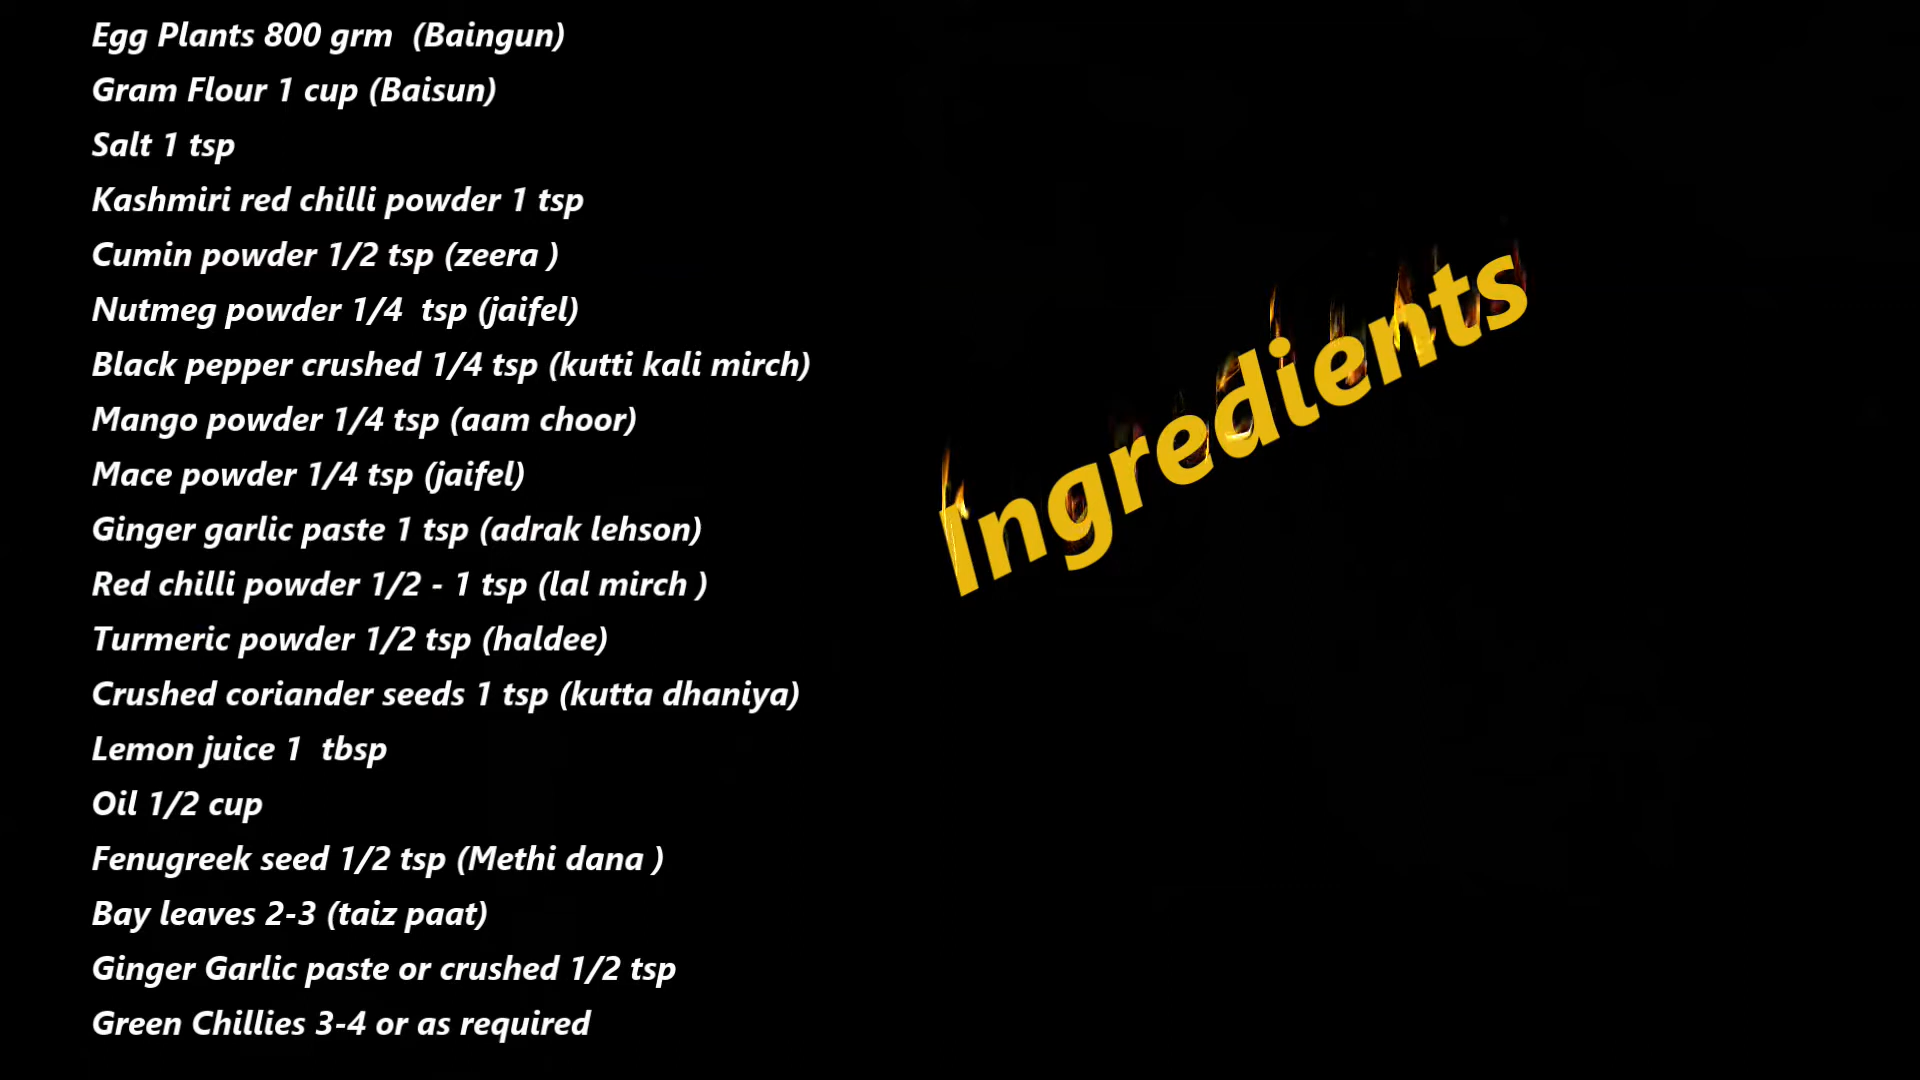 Egg Plants 800 grm  (Baingun)
Gram Flour 1 cup (Baisun)
Salt 1 tsp
Kashmiri red chilli powder 1 tsp
Cumin powder 1/2 tsp (zeera )
Nutmeg powder 1/4  tsp (jaifel)
Black pepper crushed 1/4 tsp (kutti kali mirch)
Mango powder 1/4 tsp (aam choor)
Mace powder 1/4 tsp (jaifel)
Ginger garlic paste 1 tsp (adrak lehson)
Red chilli powder 1/2 - 1 tsp (lal mirch )
Turmeric powder 1/2 tsp (haldee)
Crushed coriander seeds 1 tsp (kutta dhaniya)
Lemon juice 1  tbsp
Oil 1/2 cup
Fenugreek seed 1/2 tsp (Methi dana )
Bay leaves 2-3 (taiz paat)
Ginger Garlic paste or crushed 1/2 tsp
Green Chillies 3-4 or as required
Ingredients